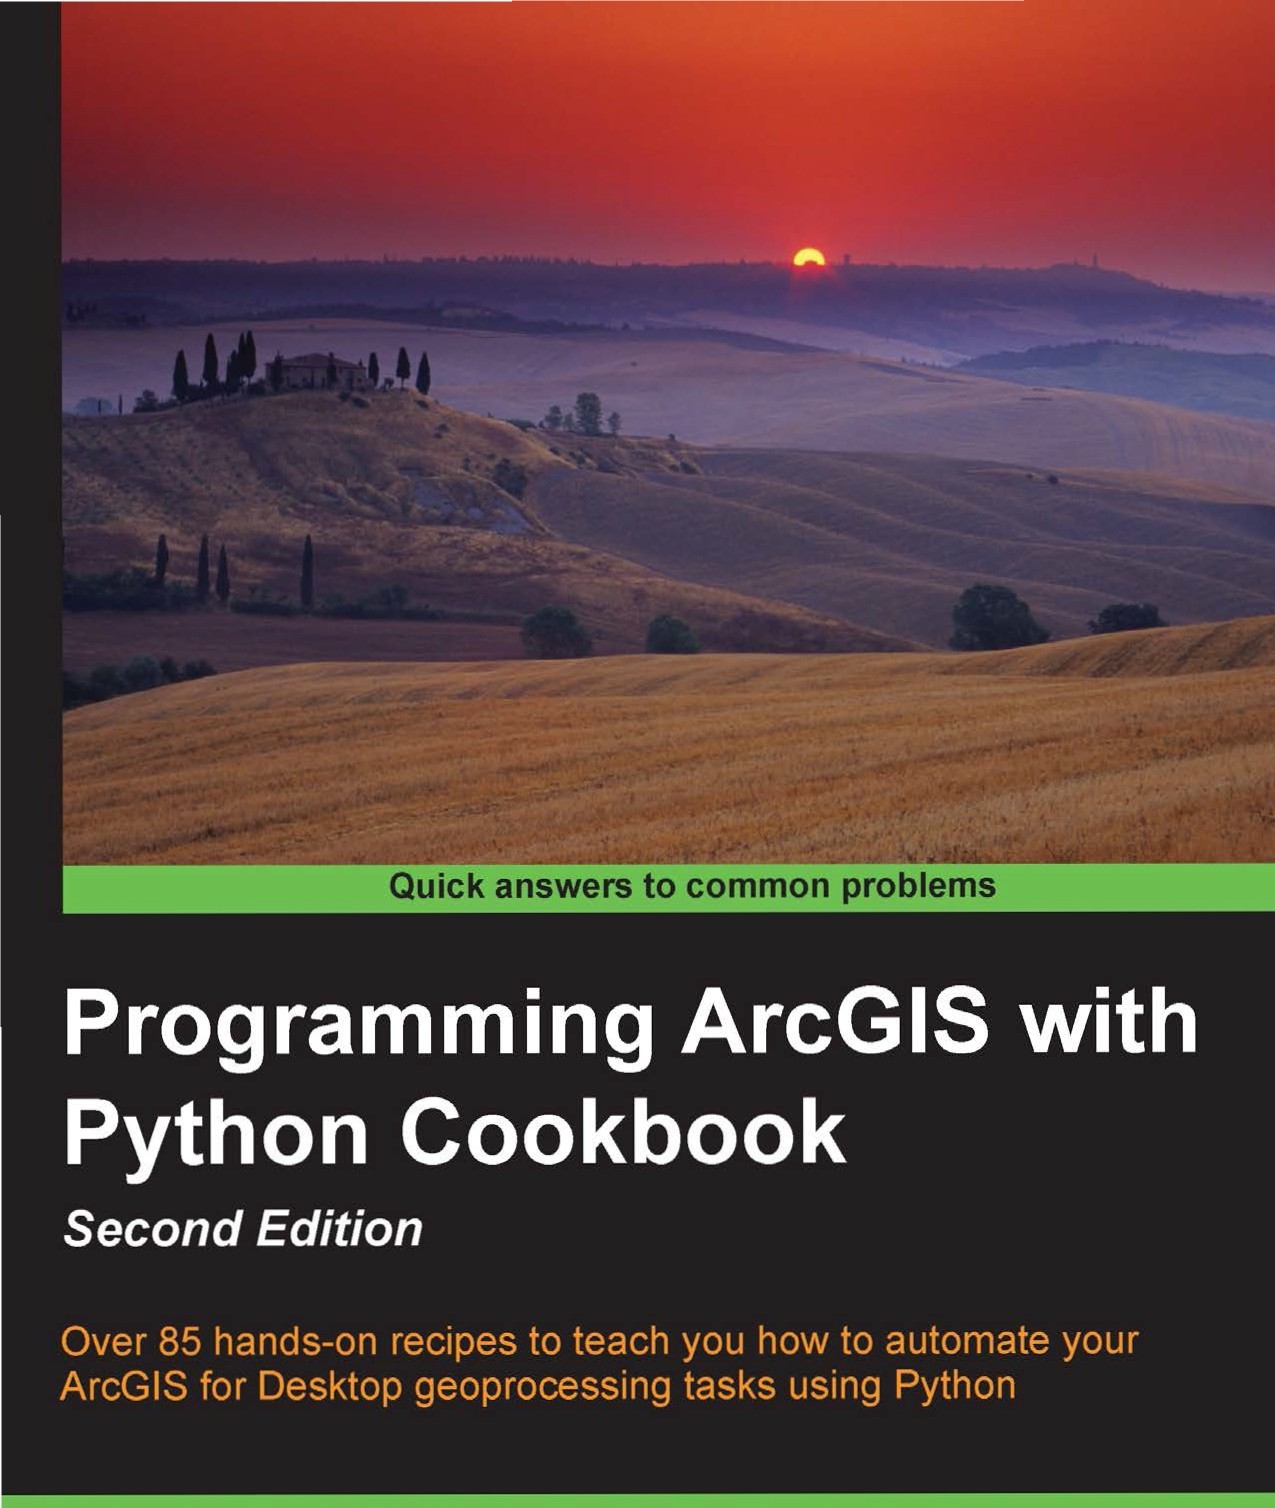 Quick answers to common problems
Programming ArcGIS with
Python Cookbook
Second Edition
Over 85 hands-on recipes to teach you how to automate your
ArcGIS for Desktop geoprocessing tasks using Python